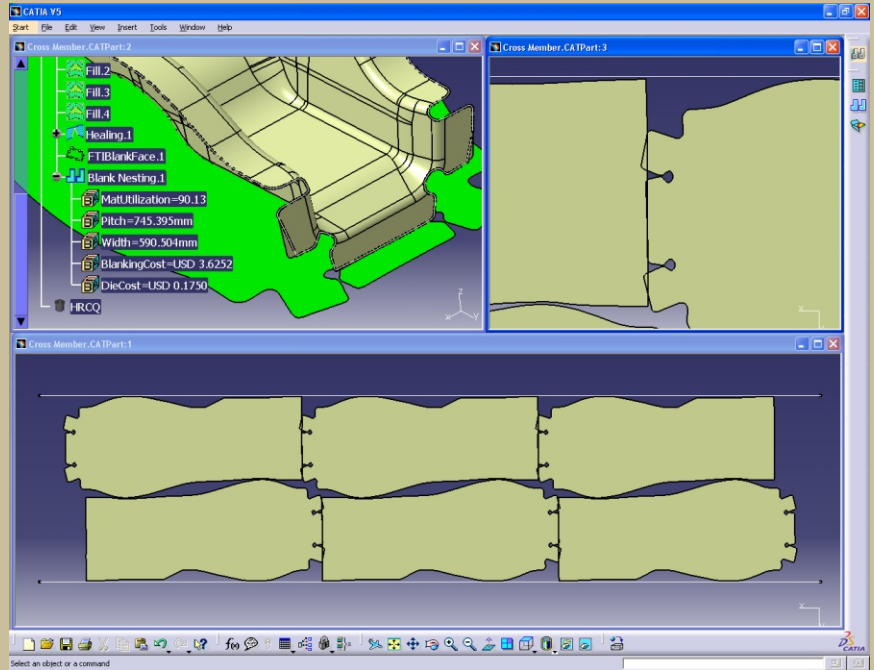 CATIA V5
Start File Edit View Insert Tools Window Help
Cross Member.CATPart:2
Fill.2
Fill.3
Fill.4
Healing.1
FTIBlankFace.1
Blank Nesting.1
MatUtilization=90.13
Pitch=745.395mm
Width=590.504mm
BlankingCost=USD 3.6252
DieCost=USD 0.1750
HRCQ
z
x
y
Cross Member.CATPart:3
x
Cross Member.CATPart:1
x
f(x)
CATIA
Select an object or a command